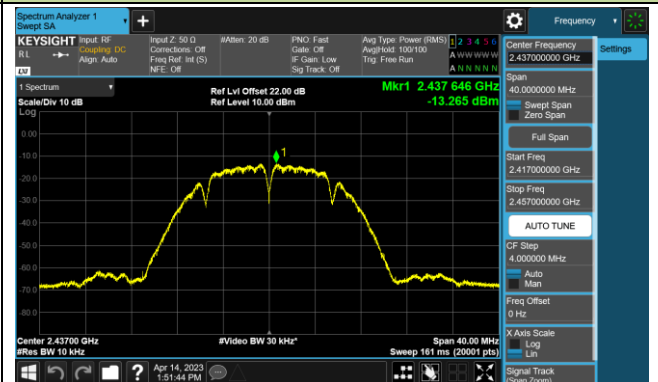 Spectrum Analyzer 1
Swept SA
+
Frequency
KEYSIGHT
Input: RF
Coupling: DC
Align: Auto
Input Z: 50 Ω
Corrections: Off
Freq Ref: Int (S)
NFE: Off
#Atten: 20 dB
PNO: Fast
Gate: Off
IF Gain: Low
Sig Track: Off
Avg Type: Power (RMS)
Avg|Hold: 100/100
Trig: Free Run
1 2 3 4 5 6
A W W W W W
A N N N N N
RL
LXI
1 Spectrum
Scale/Div 10 dB
Log
Ref Lvl Offset 22.00 dB
Ref Level 10.00 dBm
Mkr1 2.437 646 GHz
-13.265 dBm
1
0.00
-10.0
-20.0
-30.0
-40.0
-50.0
-60.0
-70.0
-80.0
Center 2.43700 GHz
#Res BW 10 kHz
#Video BW 30 kHz*
Span 40.00 MHz
Sweep 161 ms (20001 pts)
Apr 14, 2023
1:51:44 PM
?
Center Frequency
2.437000000 GHz
Span
40.0000000 MHz
Swept Span
Zero Span
Full Span
Start Freq
2.417000000 GHz
Stop Freq
2.457000000 GHz
AUTO TUNE
CF Step
4.000000 MHz
Auto
Man
Freq Offset
0 Hz
X Axis Scale
Log
Lin
Signal Track
(Span Zoom)
Settings